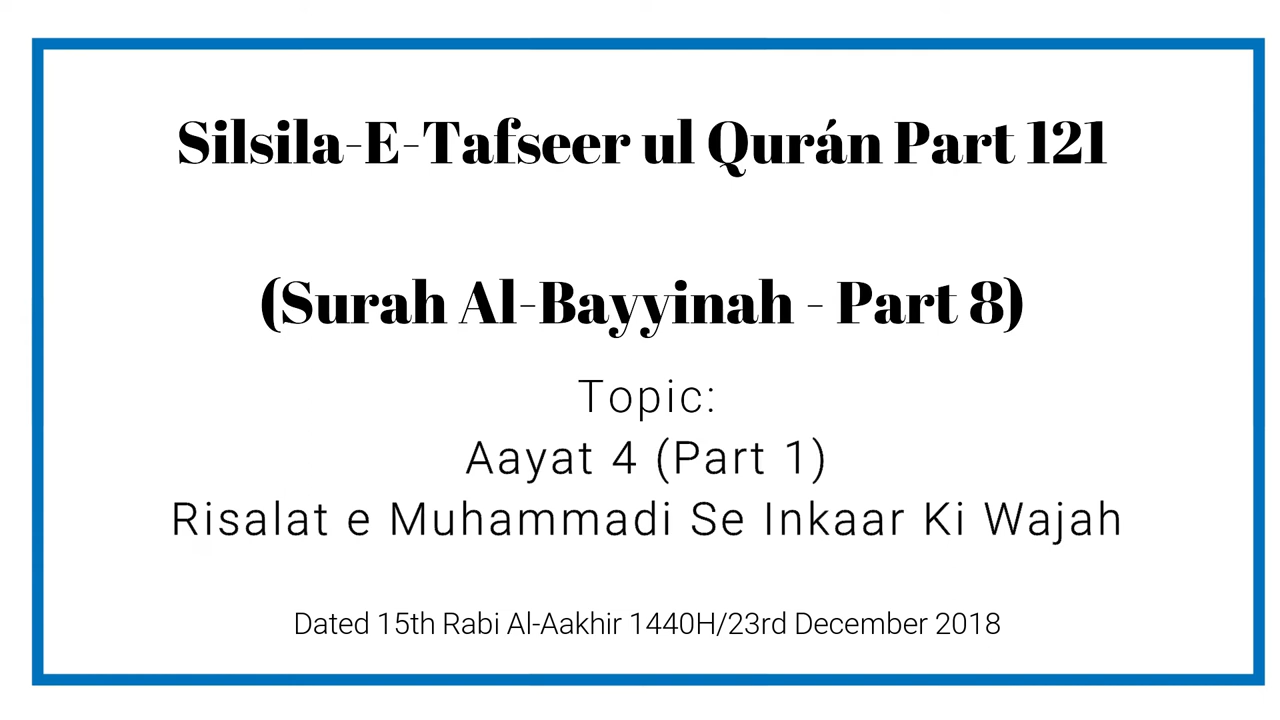 Silsila-E-Tafseer ul Qurán Part 121
(Surah Al-Bayyinah - Part 8)
Topic:
Aayat 4 (Part 1)
Risalat e Muhammadi Se Inkaar Ki Wajah
Dated 15th Rabi Al-Aakhir 1440H/23rd December 2018